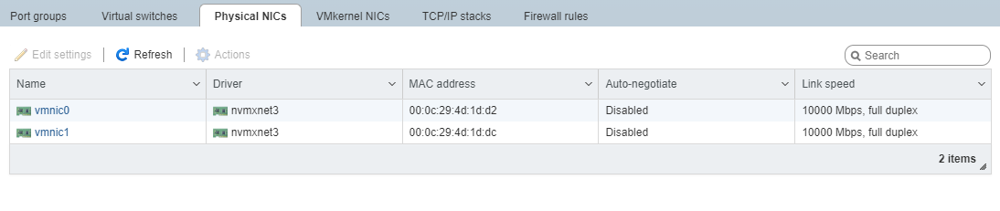 Port groups Virtual switches Physical NICs VMkernel NICs TCP/IP stacks Firewall rules
Edit settings Refresh Actions Search
Name Driver MAC address Auto-negotiate Link speed
vmnic0 nvmxnet3 00:0c:29:4d:1d:d2 Disabled 10000 Mbps, full duplex
vmnic1 nvmxnet3 00:0c:29:4d:1d:dc Disabled 10000 Mbps, full duplex
2 items